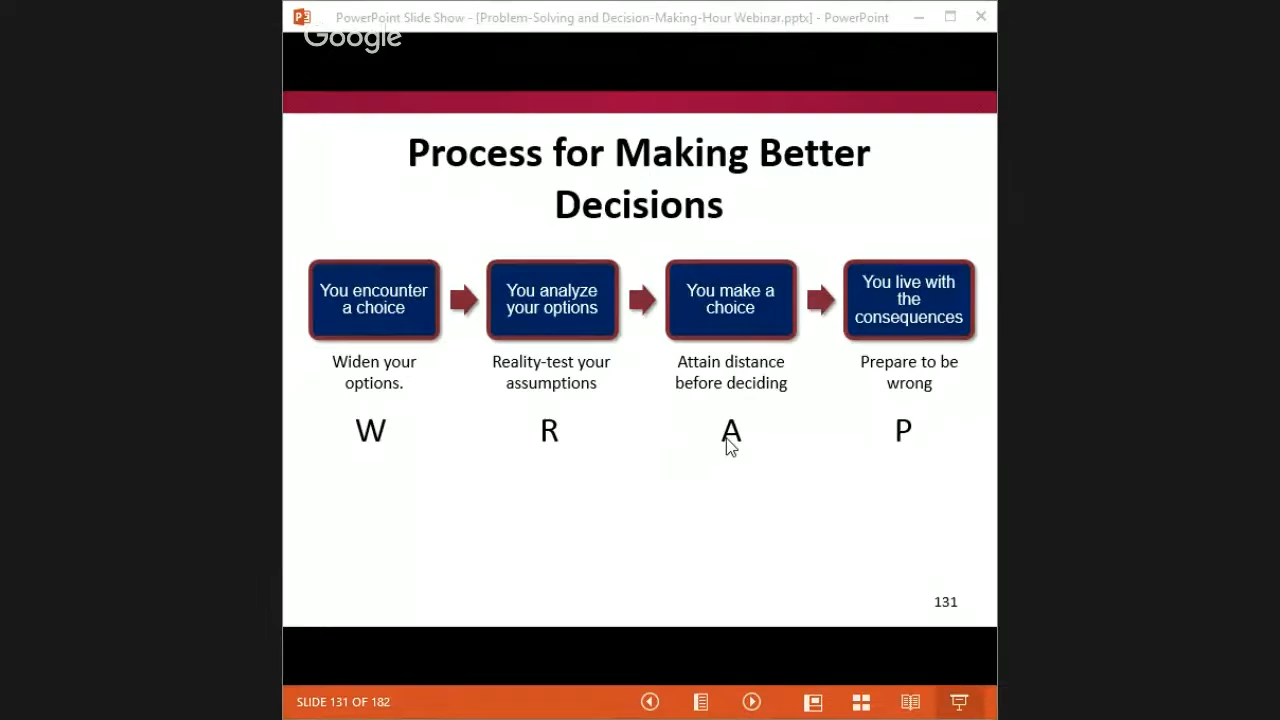 PowerPoint Slide Show - [Problem-Solving and Decision-Making-Hour Webinar.pptx] - PowerPoint
Google
Process for Making Better
Decisions
You encounter
a choice
You analyze
your options
You make a
choice
You live with
the
consequences
Widen your
options.
Reality-test your
assumptions
Attain distance
before deciding
Prepare to be
wrong
W
R
A
P
131
SLIDE 131 OF 182